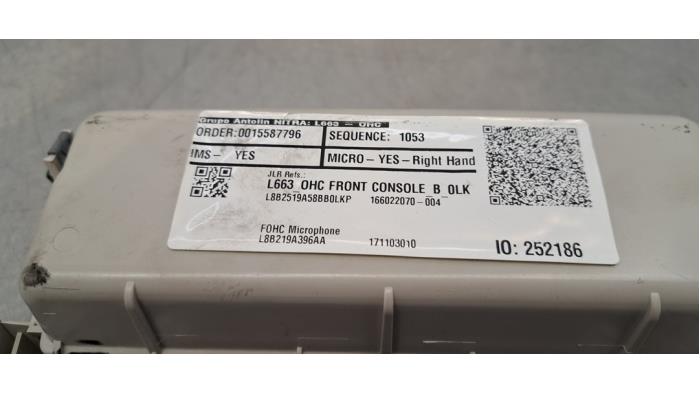 Grupo Antolin NITRA: L663 - OHC
ORDER:0015587796 SEQUENCE: 1053
IMS- YES MICRO-YES-Right Hand
JLR Refs.:
L663_OHC FRONT CONSOLE_B_0LK
L8B2519A58BB0LKP 166022070-004
FOHC Microphone
L8B219A396AA 171103010
IO: 252186